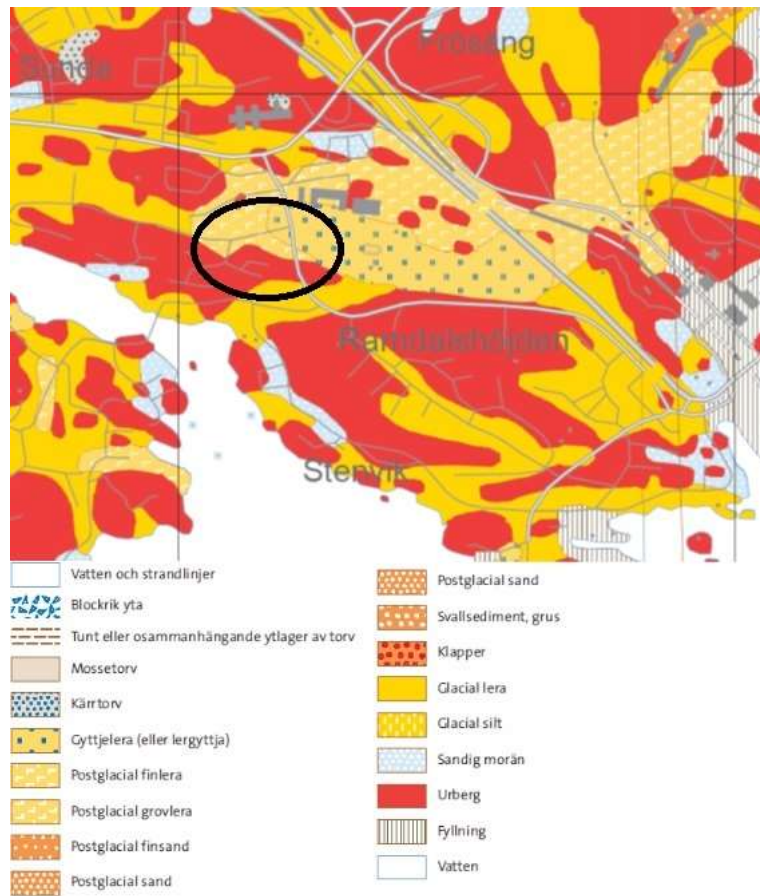 Sunda
Frösäng
Ramdalshöjden
Stenvik
Vatten och strandlinjer
Blockrik yta
Tunt eller osammanhängande ytlager av torv
Mossetorv
Kärrtorv
Gyttjelera (eller lergyttja)
Postglacial finlera
Postglacial grovlera
Postglacial finsand
Postglacial sand
Postglacial sand
Svallsediment, grus
Klapper
Glacial lera
Glacial silt
Sandig morän
Urberg
Fyllning
Vatten